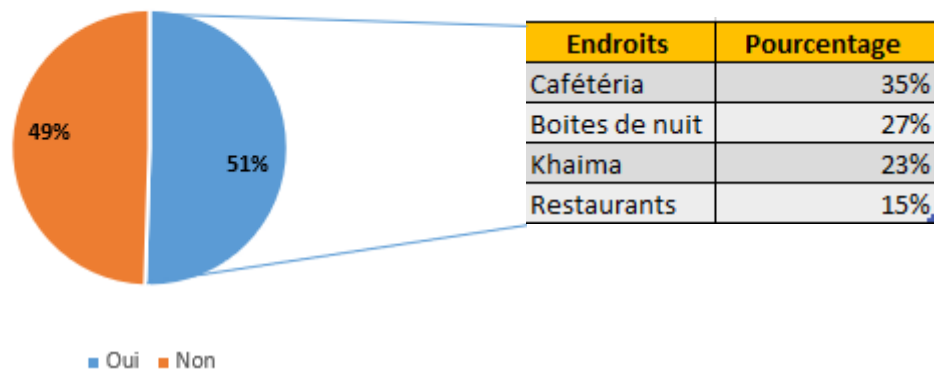 49%
51%
Endroits Pourcentage
Cafétéria 35%
Boites de nuit 27%
Khaima 23%
Restaurants 15%
Oui Non